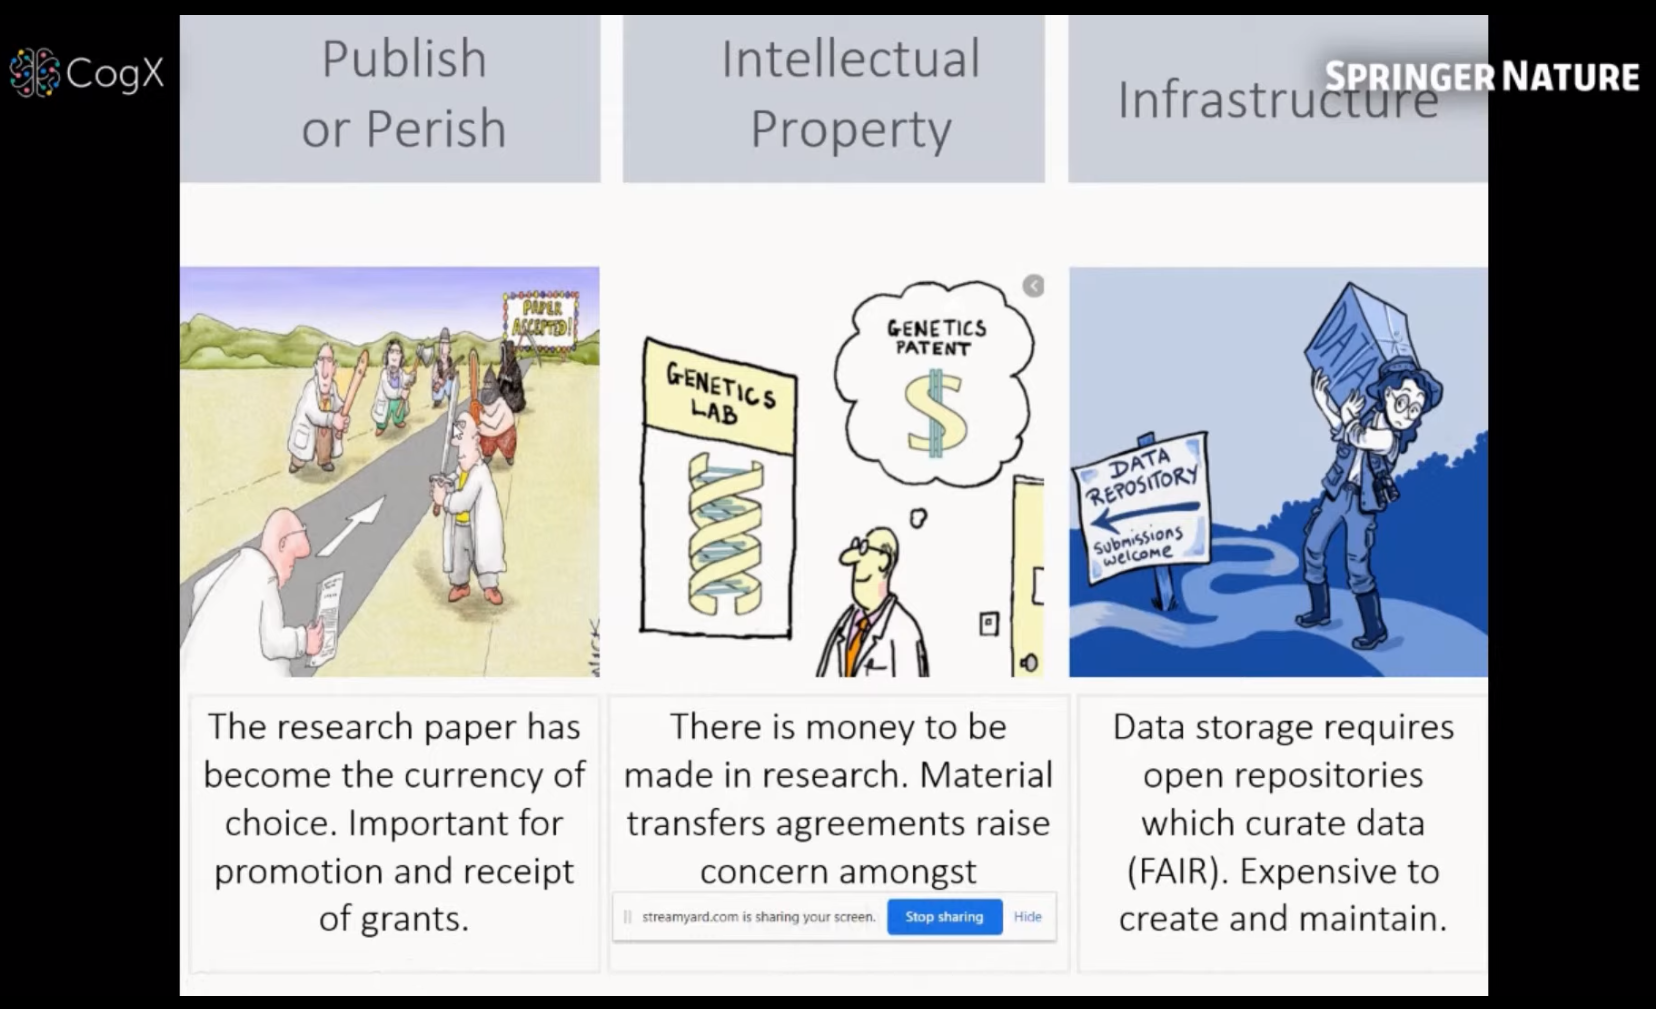 CogX
SPRINGER NATURE
Publish
or Perish
Intellectual
Property
Infrastructure
PAPER
ACCEPTED!
NICK
GENETICS
LAB
GENETICS
PATENT
$
DATA
DATA
REPOSITORY
Submissions
welcome
The research paper has
become the currency of
choice. Important for
promotion and receipt
of grants.
There is money to be
made in research. Material
transfers agreements raise
concern amongst
streamyard.com is sharing your screen.
Stop sharing
Hide
Data storage requires
open repositories
which curate data
(FAIR). Expensive to
create and maintain.